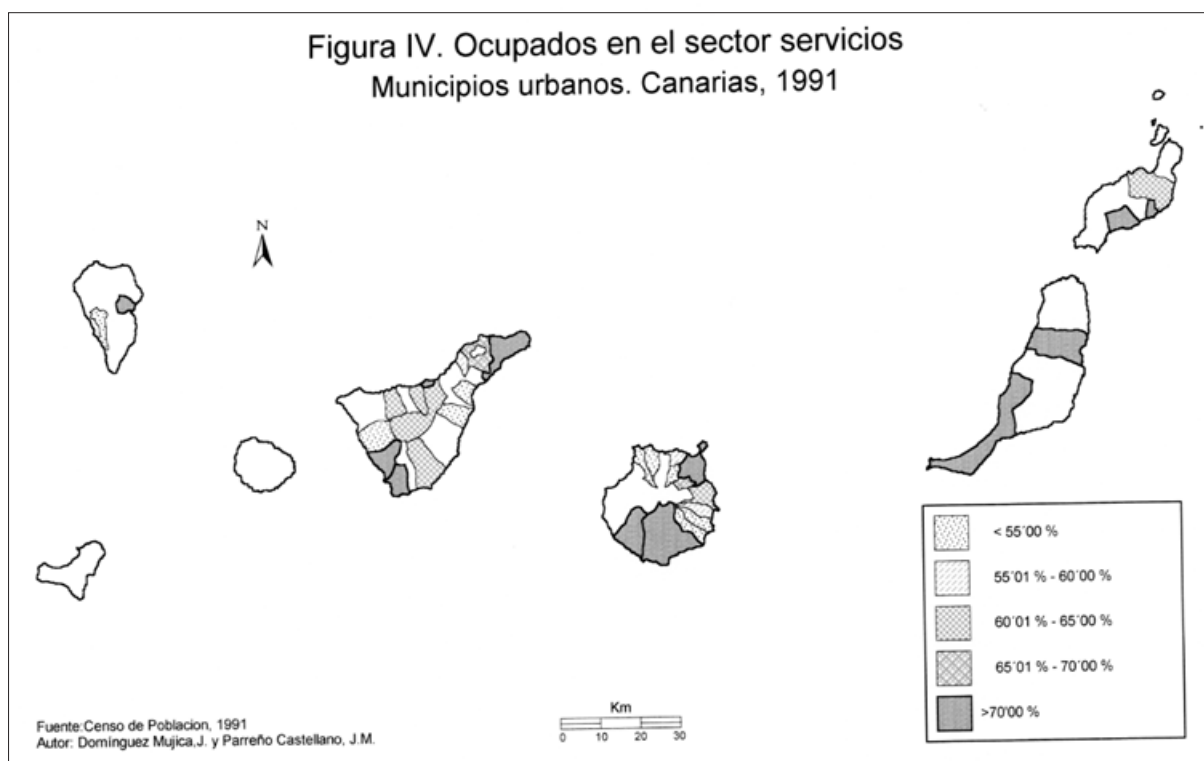 Figura IV. Ocupados en el sector servicios
Municipios urbanos. Canarias, 1991
N
< 55´00 %
55´01 % - 60´00 %
60´01 % - 65´00 %
65´01 % - 70´00 %
>70'00 %
Km
0 10 20 30
Fuente:Censo de Poblacion, 1991
Autor: Domínguez Mujica,J. y Parreño Castellano, J.M.